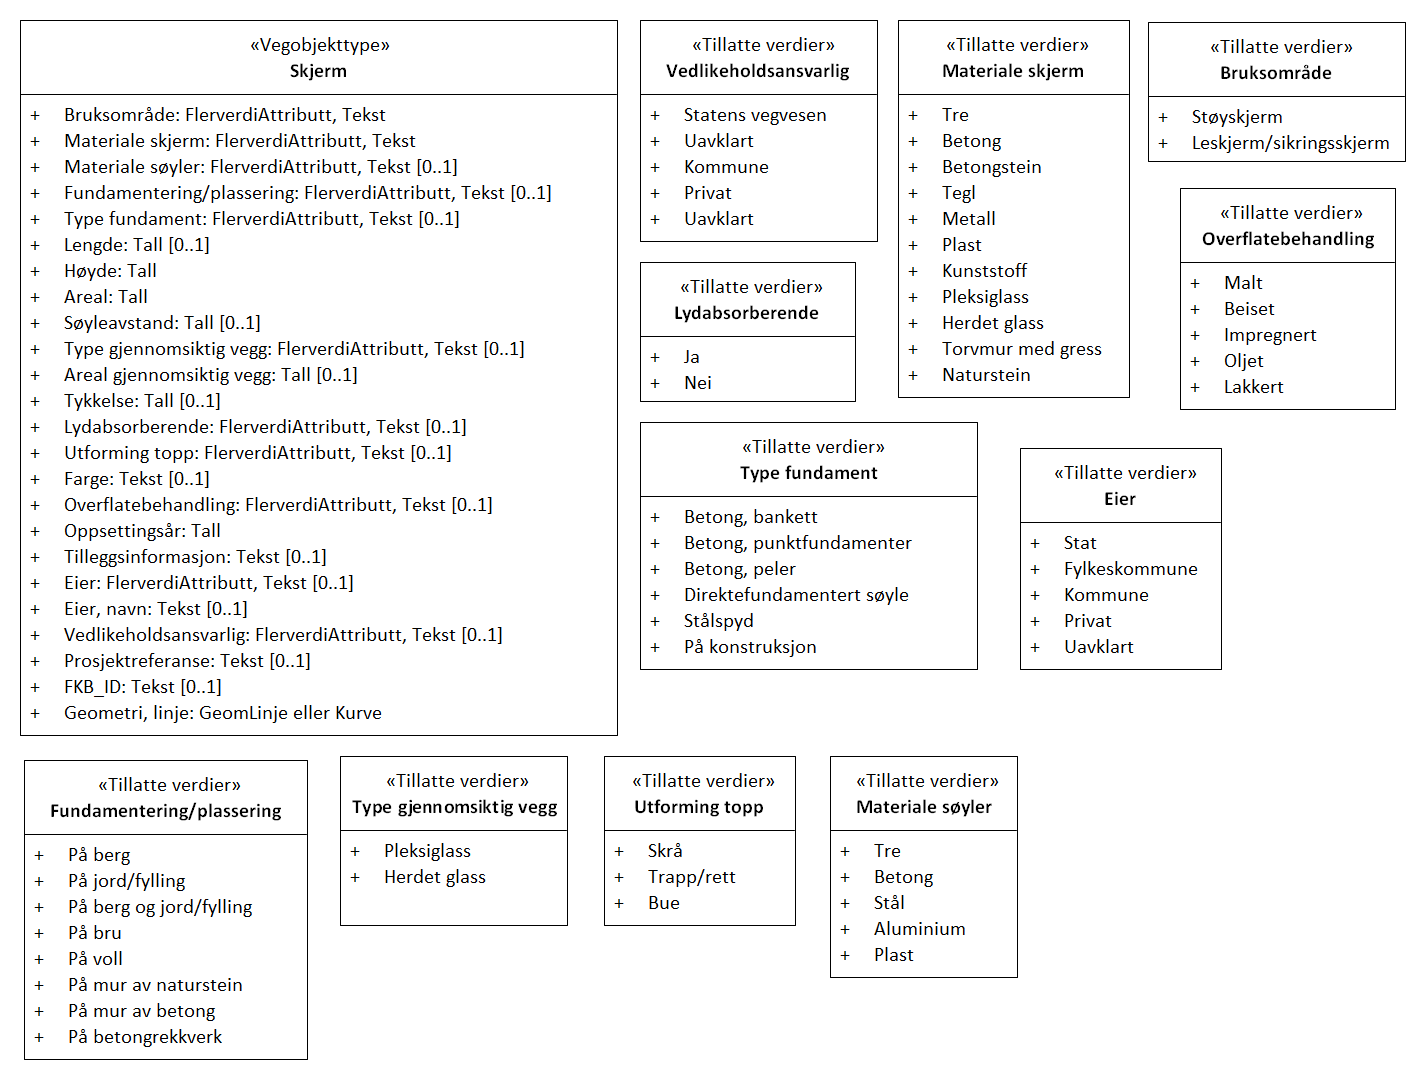 «Vegobjekttype»
Skjerm
+ Bruksområde: FlerverdiAttributt, Tekst
+ Materiale skjerm: FlerverdiAttributt, Tekst
+ Materiale søyler: FlerverdiAttributt, Tekst [0..1]
+ Fundamentering/plassering: FlerverdiAttributt, Tekst [0..1]
+ Type fundament: FlerverdiAttributt, Tekst [0..1]
+ Lengde: Tall [0..1]
+ Høyde: Tall
+ Areal: Tall
+ Søyleavstand: Tall [0..1]
+ Type gjennomsiktig vegg: FlerverdiAttributt, Tekst [0..1]
+ Areal gjennomsiktig vegg: Tall [0..1]
+ Tykkelse: Tall [0..1]
+ Lydabsorberende: FlerverdiAttributt, Tekst [0..1]
+ Utforming topp: FlerverdiAttributt, Tekst [0..1]
+ Farge: Tekst [0..1]
+ Overflatebehandling: FlerverdiAttributt, Tekst [0..1]
+ Oppsettingsår: Tall
+ Tilleggsinformasjon: Tekst [0..1]
+ Eier: FlerverdiAttributt, Tekst [0..1]
+ Eier, navn: Tekst [0..1]
+ Vedlikeholdsansvarlig: FlerverdiAttributt, Tekst [0..1]
+ Prosjektreferanse: Tekst [0..1]
+ FKB_ID: Tekst [0..1]
+ Geometri, linje: GeomLinje eller Kurve
«Tillatte verdier»
Vedlikeholdsansvarlig
+ Statens vegvesen
+ Uavklart
+ Kommune
+ Privat
+ Uavklart
«Tillatte verdier»
Materiale skjerm
+ Tre
+ Betong
+ Betongstein
+ Tegl
+ Metall
+ Plast
+ Kunststoff
+ Pleksiglass
+ Herdet glass
+ Torvmur med gress
+ Naturstein
«Tillatte verdier»
Bruksområde
+ Støyskjerm
+ Leskjerm/sikringsskjerm
«Tillatte verdier»
Overflatebehandling
+ Malt
+ Beiset
+ Impregnert
+ Oljet
+ Lakkert
«Tillatte verdier»
Lydabsorberende
+ Ja
+ Nei
«Tillatte verdier»
Type fundament
+ Betong, bankett
+ Betong, punktfundamenter
+ Betong, peler
+ Direktefundamentert søyle
+ Stålspyd
+ På konstruksjon
«Tillatte verdier»
Eier
+ Stat
+ Fylkeskommune
+ Kommune
+ Privat
+ Uavklart
«Tillatte verdier»
Fundamentering/plassering
+ På berg
+ På jord/fylling
+ På berg og jord/fylling
+ På bru
+ På voll
+ På mur av naturstein
+ På mur av betong
+ På betongrekkverk
«Tillatte verdier»
Type gjennomsiktig vegg
+ Pleksiglass
+ Herdet glass
«Tillatte verdier»
Utforming topp
+ Skrå
+ Trapp/rett
+ Bue
«Tillatte verdier»
Materiale søyler
+ Tre
+ Betong
+ Stål
+ Aluminium
+ Plast